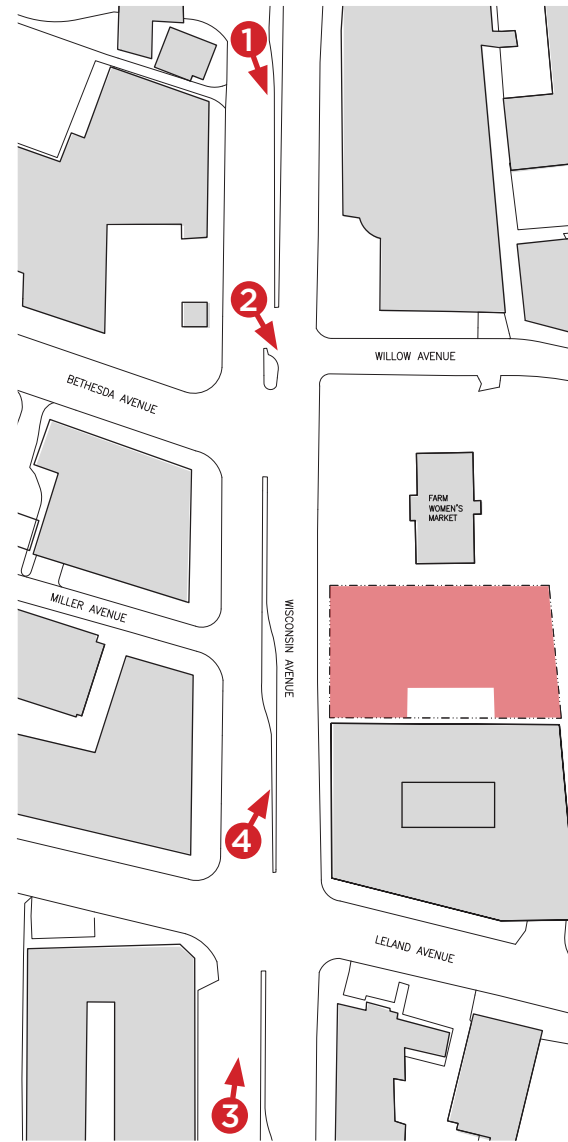 1
2
WILLOW AVENUE
BETHESDA AVENUE
FARM
WOMEN'S
MARKET
MILLER AVENUE
WISCONSIN AVENUE
4
LELAND AVENUE
3